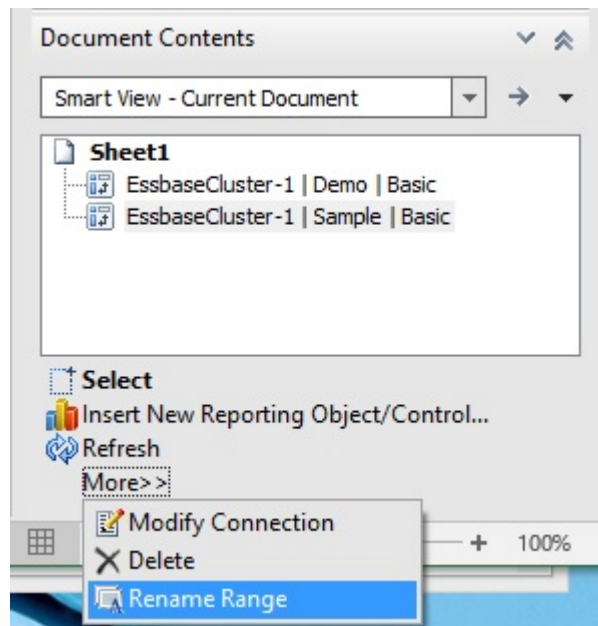 Document Contents
Smart View - Current Document
Sheet1
EssbaseCluster-1 | Demo | Basic
EssbaseCluster-1 | Sample | Basic
Select
Insert New Reporting Object/Control...
Refresh
More>>
Modify Connection
100%
Delete
Rename Range